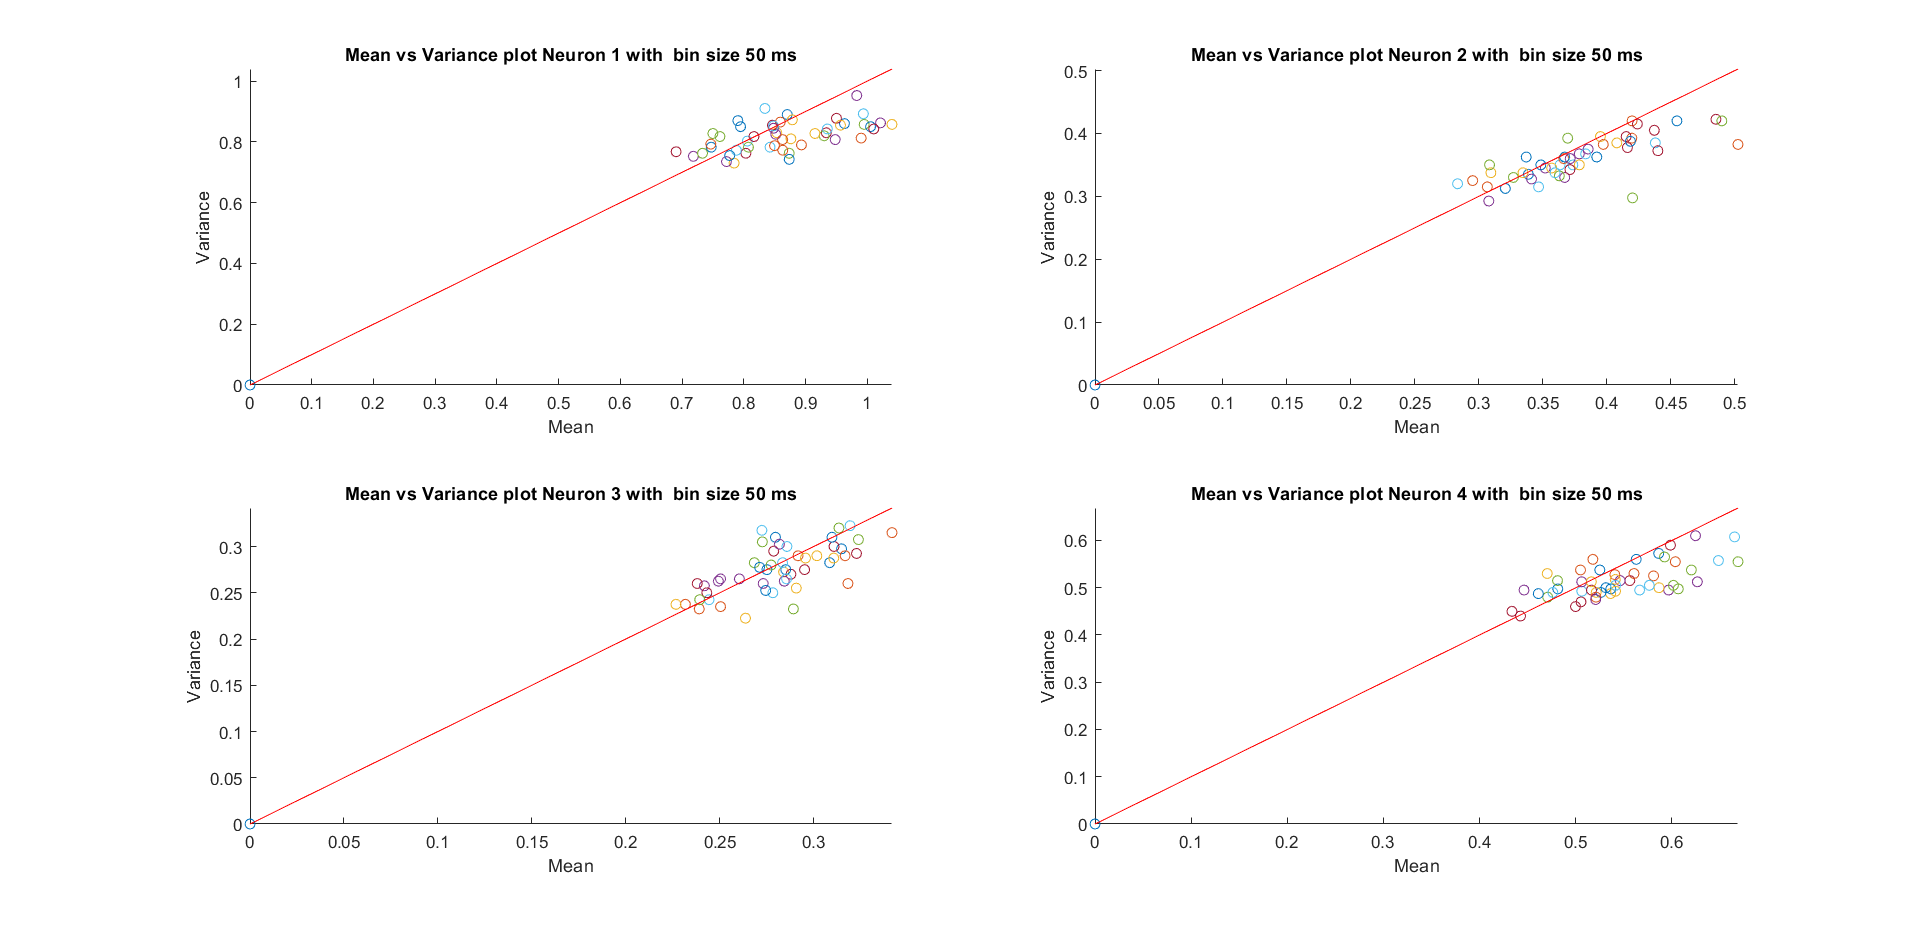 Mean vs Variance plot Neuron 1 with  bin size 50 ms
1
0.8
0.6
0.4
0.2
0
Variance
0 0.1 0.2 0.3 0.4 0.5 0.6 0.7 0.8 0.9 1
Mean
Mean vs Variance plot Neuron 2 with  bin size 50 ms
0.5
0.4
0.3
0.2
0.1
0
Variance
0 0.05 0.1 0.15 0.2 0.25 0.3 0.35 0.4 0.45 0.5
Mean
Mean vs Variance plot Neuron 3 with  bin size 50 ms
0.3
0.25
0.2
0.15
0.1
0.05
0
Variance
0 0.05 0.1 0.15 0.2 0.25 0.3
Mean
Mean vs Variance plot Neuron 4 with  bin size 50 ms
0.6
0.5
0.4
0.3
0.2
0.1
0
Variance
0 0.1 0.2 0.3 0.4 0.5 0.6
Mean